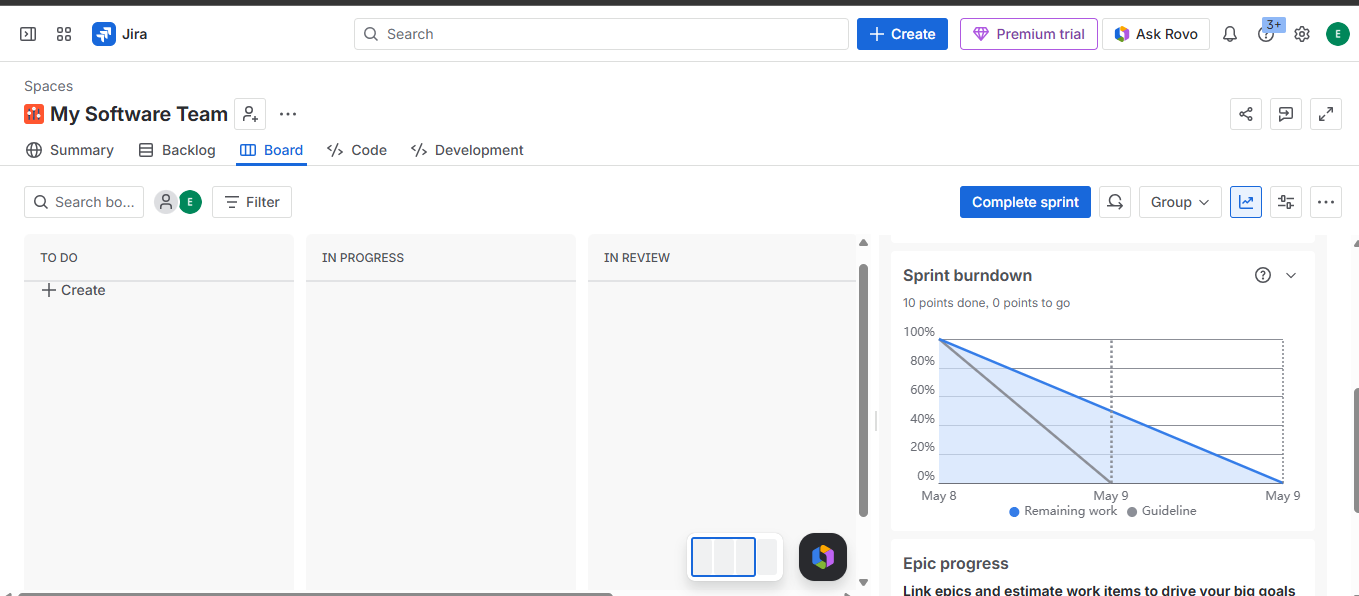 Jira
Search
Create
Premium trial
Ask Rovo
3+
E
Spaces
My Software Team
Summary
Backlog
Board
Code
Development
Search bo...
E
Filter
Complete sprint
Group
TO DO
IN PROGRESS
IN REVIEW
Create
Sprint burndown
10 points done, 0 points to go
100%
80%
60%
40%
20%
0%
May 8
May 9
May 9
Remaining work
Guideline
Epic progress
Link epics and estimate work items to drive your big goals